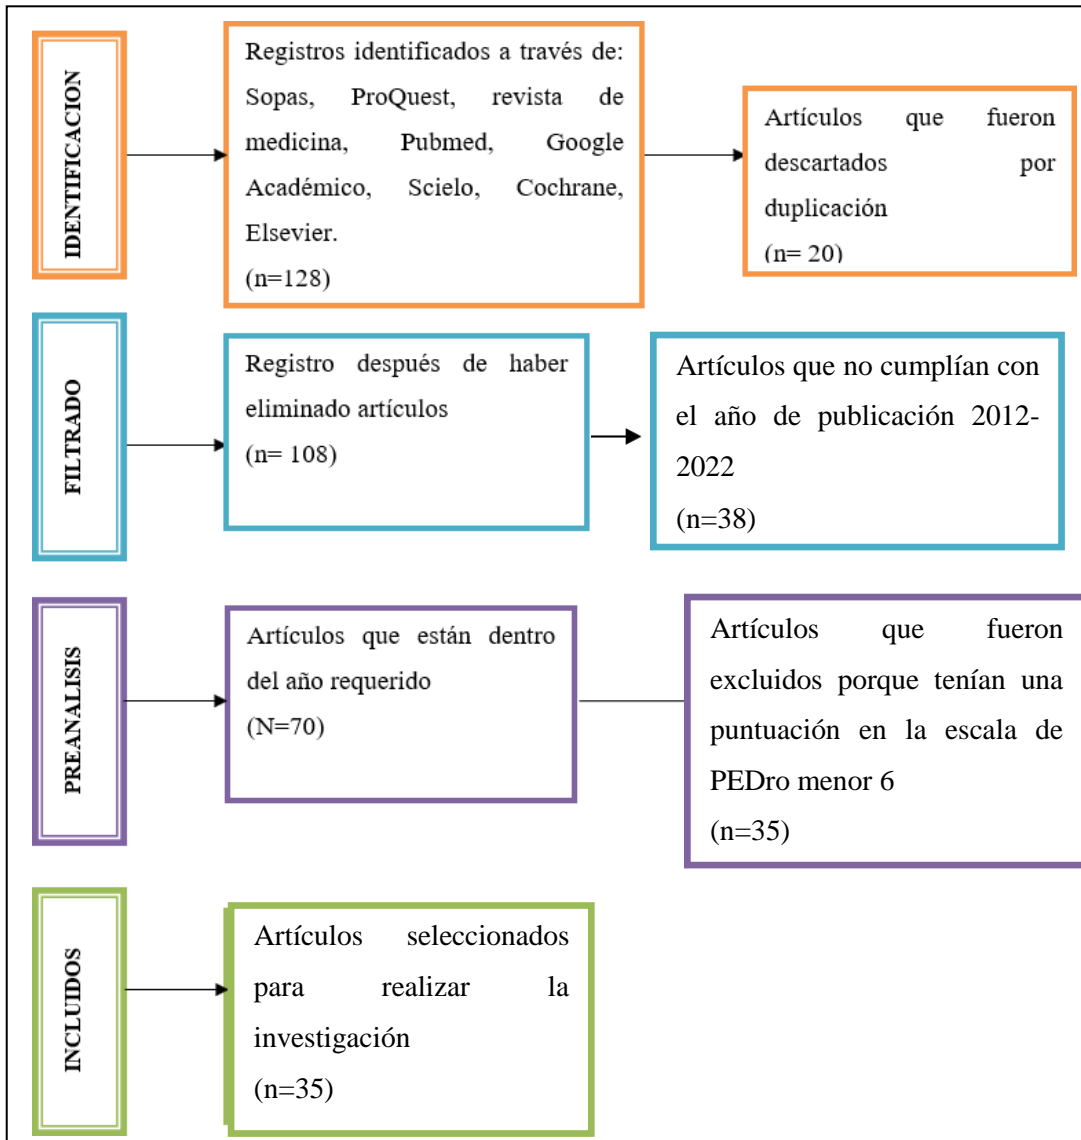 IDENTIFICACION
Registros identificados a través de:
Sopas, ProQuest, revista de
medicina, Pubmed, Google
Académico, Scielo, Cochrane,
Elsevier.
(n=128)
Artículos que fueron
descartados por
duplicación
(n= 20)
FILTRADO
Registro después de haber
eliminado artículos
(n= 108)
Artículos que no cumplían con
el año de publicación 2012-
2022
(n=38)
PREANALISIS
Artículos que están dentro
del año requerido
(N=70)
Artículos que fueron
excluidos porque tenían una
puntuación en la escala de
PEDro menor 6
(n=35)
INCLUIDOS
Artículos seleccionados
para realizar la
investigación
(n=35)